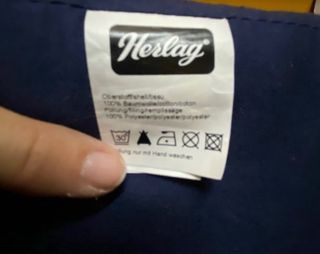 Herlag®
Oberstoff/shell/tissu
100% Baumwolle/cotton/coton
Füllung/filling/remplissage:
100% Polyester/polyester/polyester
30°
nur mit Hand waschen